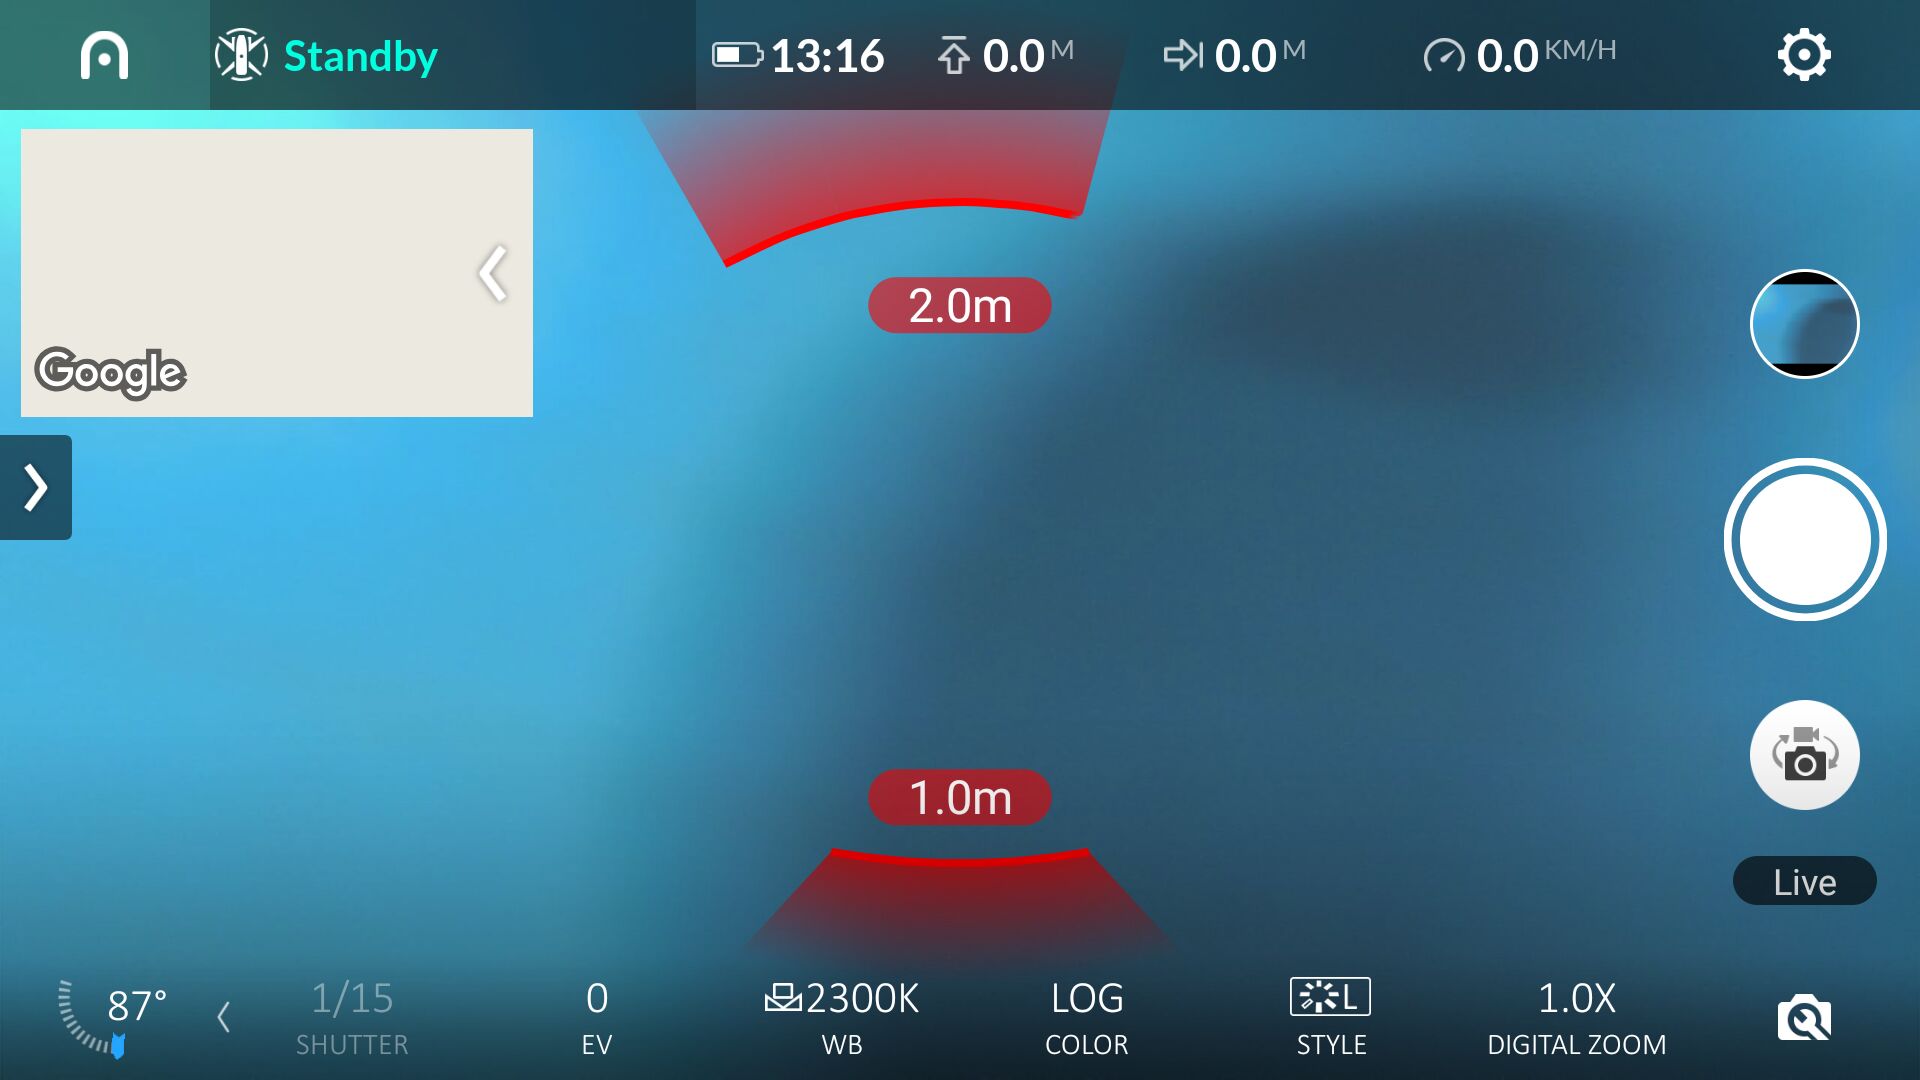 Standby
13:16
0.0 M
0.0 M
0.0 KM/H
Google
2.0m
1.0m
Live
87°
1/15
SHUTTER
0
EV
2300K
WB
LOG
COLOR
L
STYLE
1.0X
DIGITAL ZOOM